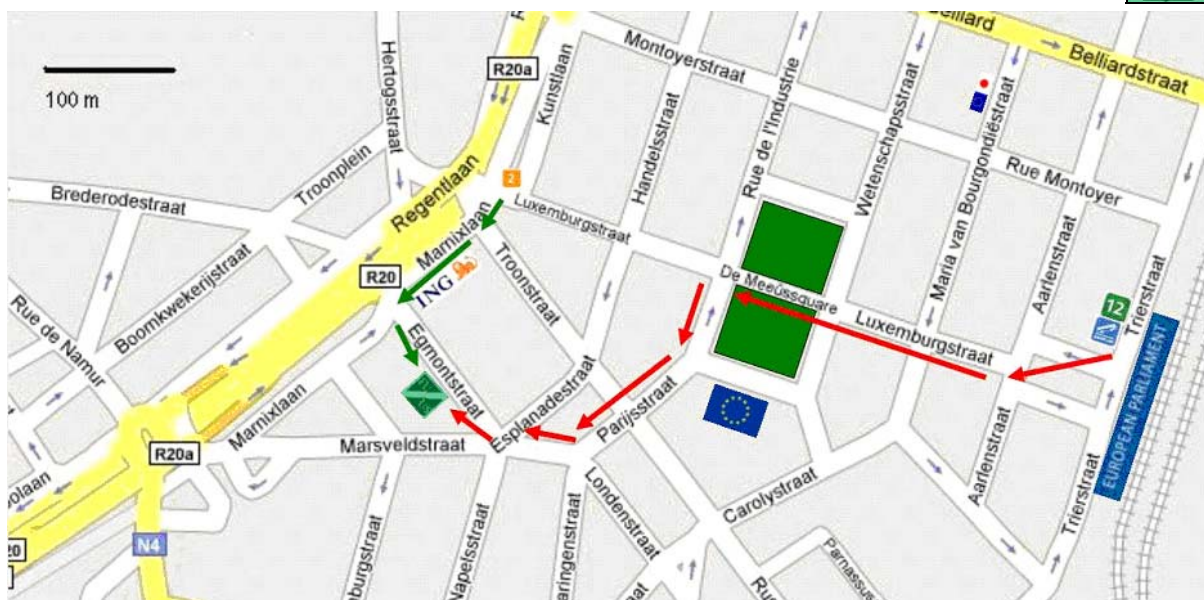 Belliard
Belliardstraat
100 m
R20a
Hertogsstraat
Kunstlaan
Montoyerstraat
Handelsstraat
Rue de l'Industrie
Wetenschapsstraat
Maria van Bourgondiëstraat
Rue Montoyer
Troonplein
Brederodestraat
Regentlaan
2
Luxemburgstraat
Marnixlaan
Troonstraat
R20
ING
Boomkwekerijstraat
Rue de Namur
De Meeûssquare
Luxemburgstraat
Aarlenstraat
12
Trierstraat
EUROPEAN PARLIAMENT
Egmontstraat
Esplanadestraat
Parijsstraat
Marnixlaan
Marsveldstraat
R20a
Aarlenstraat
Trierstraat
Carolystraat
Londenstraat
Napelsstraat
N4
20